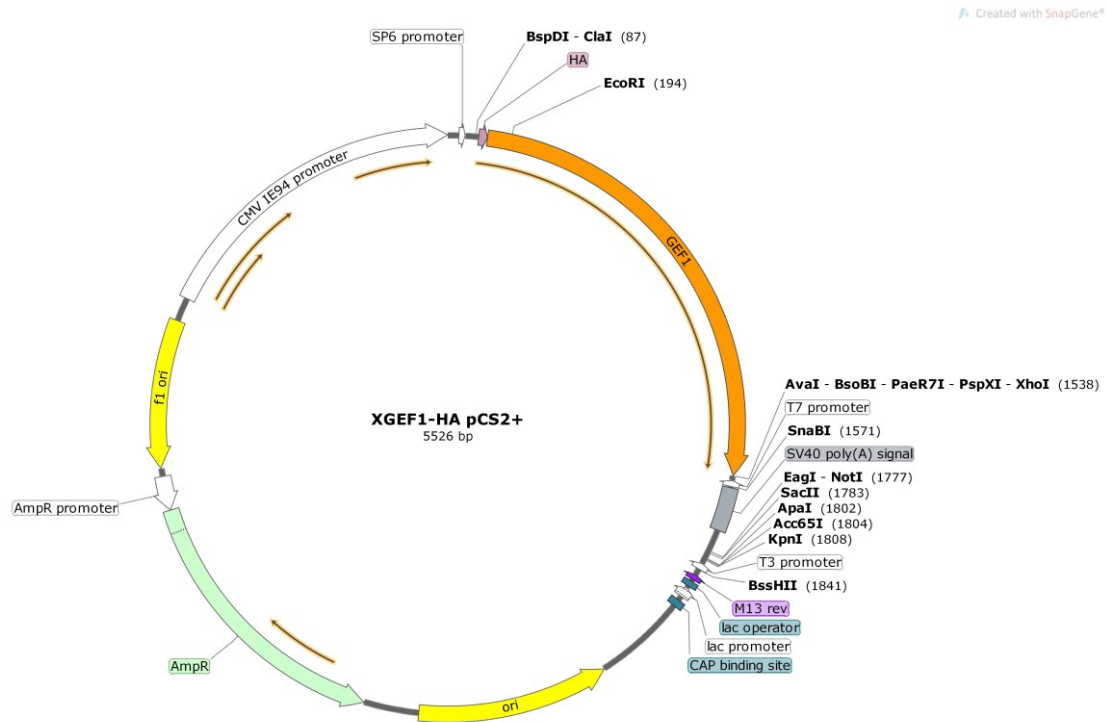 Created with SnapGene®
SP6 promoter
BspDI - ClaI (87)
HA
EcoRI (194)
CMV IE94 promoter
GEF1
AvaI - BsoBI - PaeR7I - PspXI - XhoI (1538)
T7 promoter
SnaBI (1571)
SV40 poly(A) signal
EagI - NotI (1777)
SacII (1783)
ApaI (1802)
Acc65I (1804)
KpnI (1808)
T3 promoter
BssHII (1841)
M13 rev
lac operator
lac promoter
CAP binding site
f1 ori
XGEF1-HA pCS2+
5526 bp
AmpR promoter
AmpR
ori